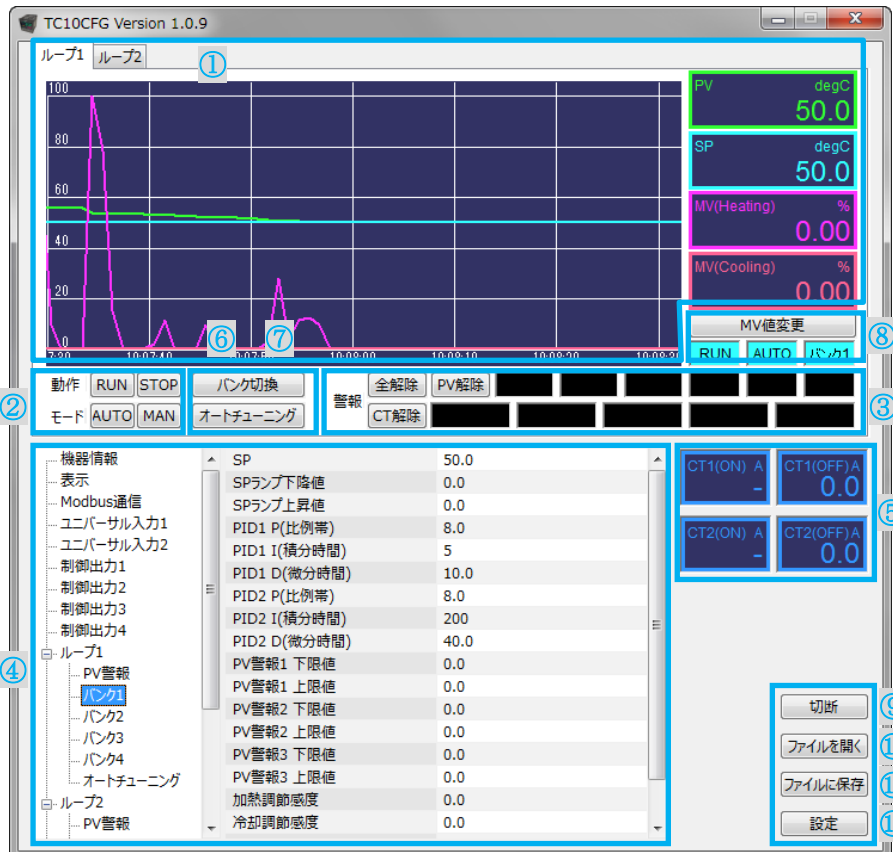 TC10CFG Version 1.0.9
ループ1 ループ2
①
100
80
60
40
20
0
7:20 10:07:40 10:07:50 10:08:00 10:08:10 10:08:20 10:08:30
PV degC
50.0
SP degC
50.0
MV(Heating) %
0.00
MV(Cooling) %
0.00
MV値変更
RUN AUTO バンク1
⑧
⑥
⑦
②
動作 RUN STOP
モード AUTO MAN
バンク切換
オートチューニング
警報 全解除 PV解除
CT解除
③
④
機器情報
表示
Modbus通信
ユニバーサル入力1
ユニバーサル入力2
制御出力1
制御出力2
制御出力3
制御出力4
ループ1
PV警報
バンク1
バンク2
バンク3
バンク4
オートチューニング
ループ2
PV警報
SP 50.0
SPランプ下降値 0.0
SPランプ上昇値 0.0
PID1 P(比例帯) 8.0
PID1 I(積分時間) 5
PID1 D(微分時間) 10.0
PID2 P(比例帯) 8.0
PID2 I(積分時間) 200
PID2 D(微分時間) 40.0
PV警報1 下限値 0.0
PV警報1 上限値 0.0
PV警報2 下限値 0.0
PV警報2 上限値 0.0
PV警報3 下限値 0.0
PV警報3 上限値 0.0
加熱調節感度 0.0
冷却調節感度 0.0
CT1(ON) A
-
CT1(OFF) A
0.0
CT2(ON) A
-
CT2(OFF) A
0.0
⑤
切断
⑨
ファイルを開く
ファイルに保存
設定